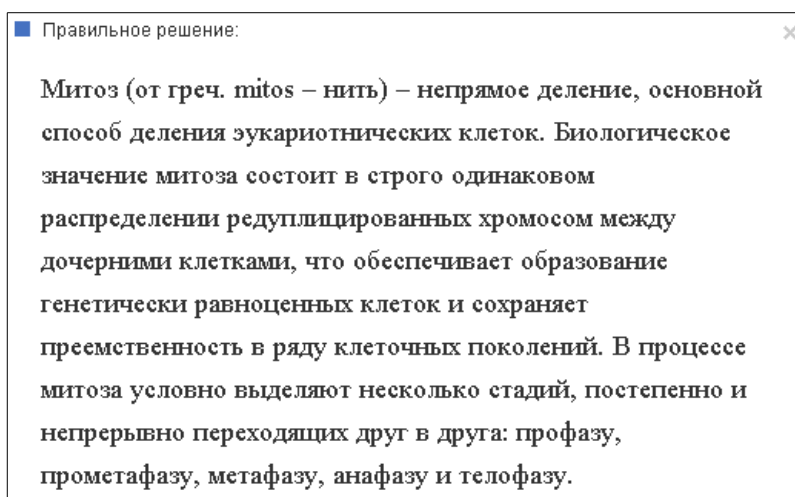 Правильное решение:
Митоз (от греч. mitos – нить) – непрямое деление, основной
способ деления эукариотнических клеток. Биологическое
значение митоза состоит в строго одинаковом
распределении редуплицированных хромосом между
дочерними клетками, что обеспечивает образование
генетически равноценных клеток и сохраняет
преемственность в ряду клеточных поколений. В процессе
митоза условно выделяют несколько стадий, постепенно и
непрерывно переходящих друг в друга: профазу,
прометафазу, метафазу, анафазу и телофазу.